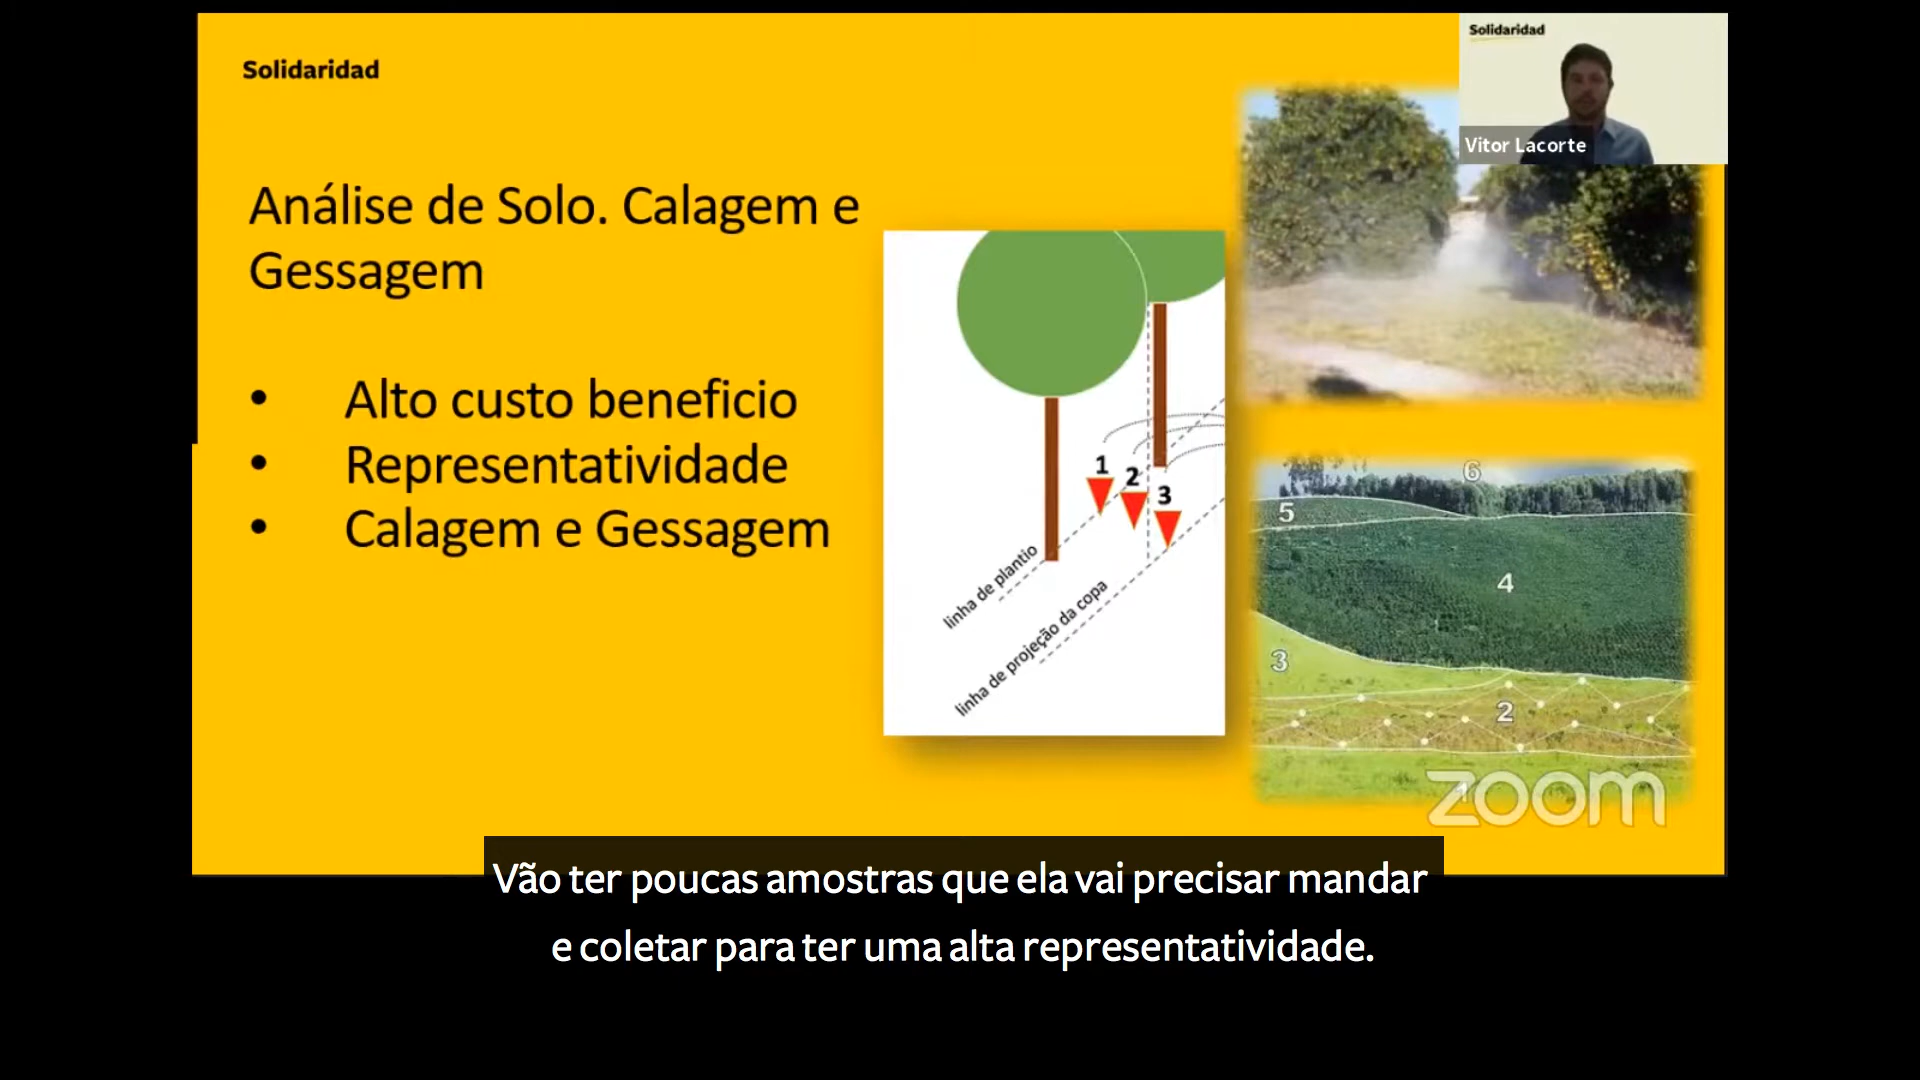 Solidaridad
Solidaridad
Vitor Lacorte
Análise de Solo. Calagem e
Gessagem
• Alto custo beneficio
• Representatividade
• Calagem e Gessagem
1
2
3
linha de plantio
linha de projeção da copa
6
5
4
3
2
1
zoom
Vão ter poucas amostras que ela vai precisar mandar
e coletar para ter uma alta representatividade.